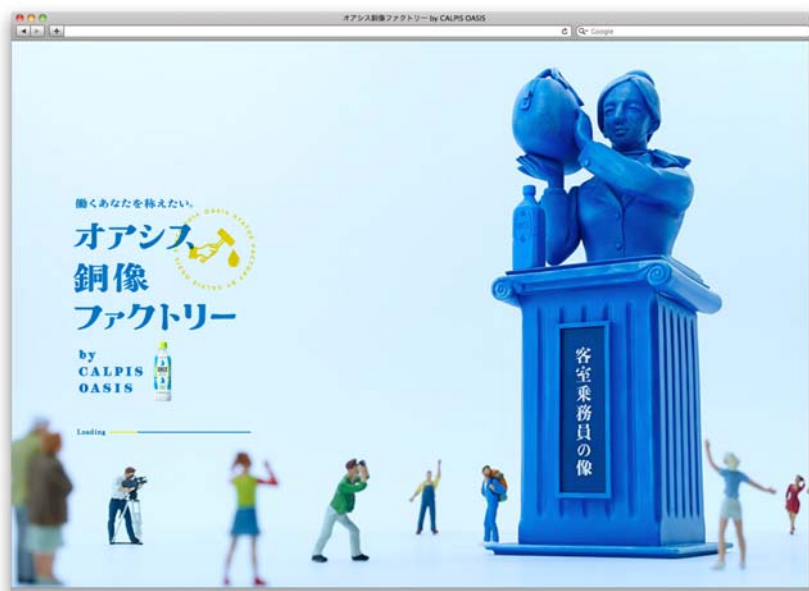 オアシス銅像ファクトリー by CALPIS OASIS
Google
働くあなたを称えたい。
オアシス
銅像
ファクトリー
by
CALPIS
OASIS
Loading
客室乗務員の像